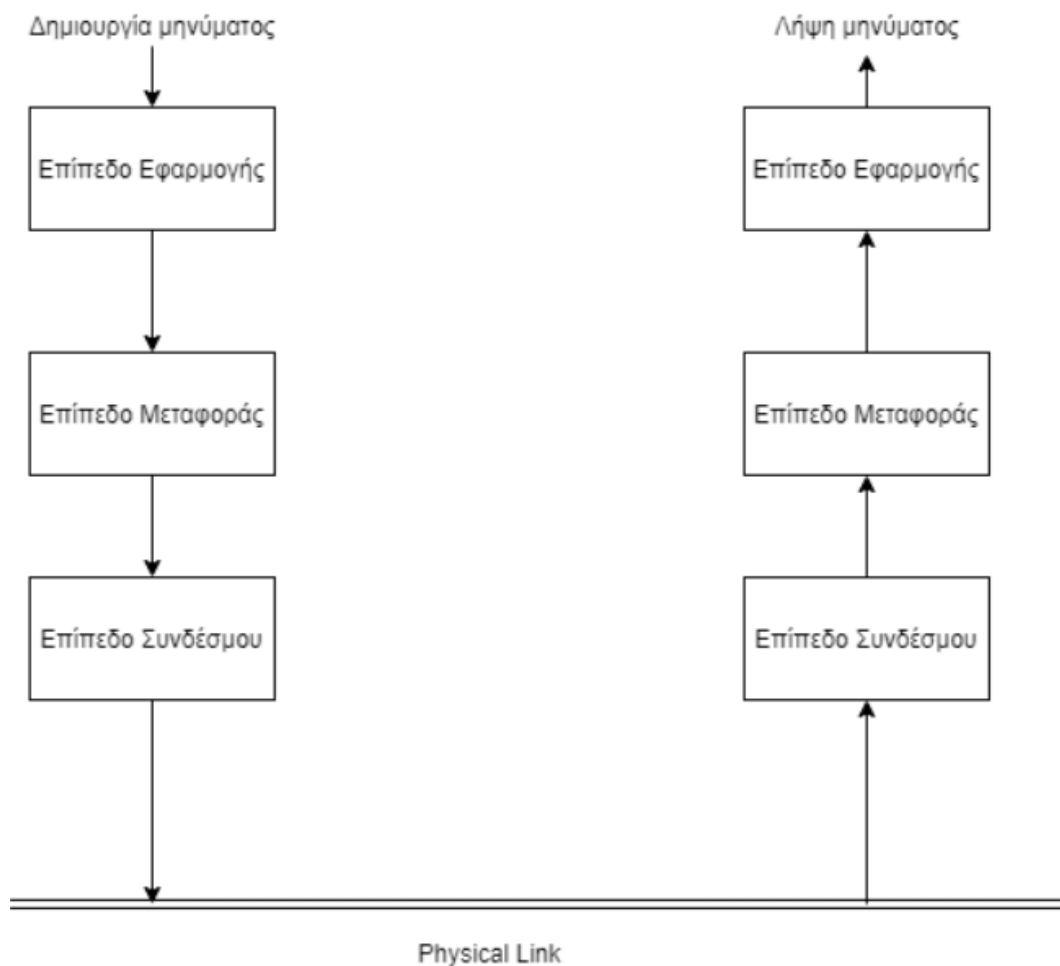 Δημιουργία μηνύματος
Λήψη μηνύματος
Επίπεδο Εφαρμογής
Επίπεδο Εφαρμογής
Επίπεδο Μεταφοράς
Επίπεδο Μεταφοράς
Επίπεδο Συνδέσμου
Επίπεδο Συνδέσμου
Physical Link